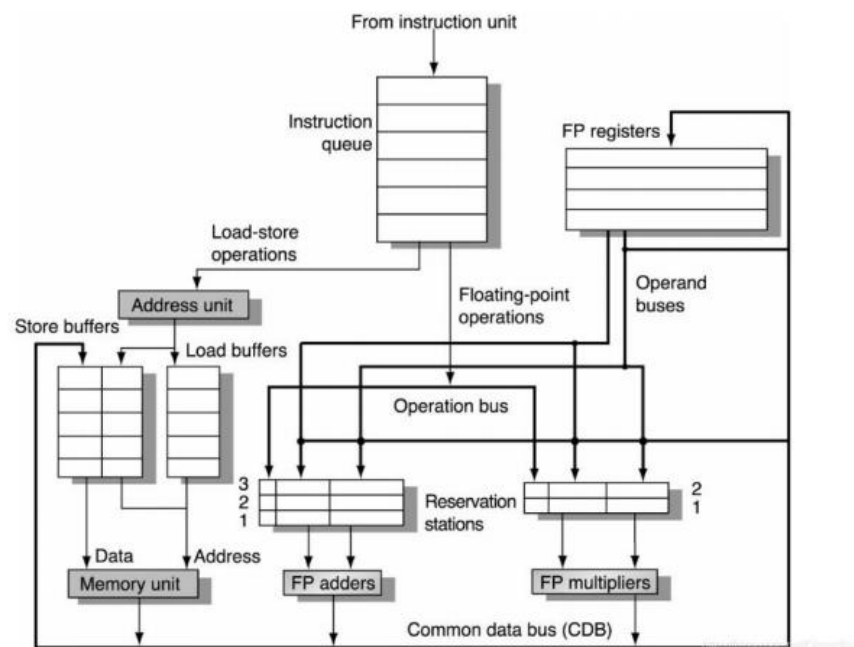 From instruction unit
Instruction
queue
FP registers
Load-store
operations
Address unit
Floating-point
operations
Operand
buses
Store buffers
Load buffers
Operation bus
3
2
1
Reservation
stations
2
1
Data
Address
Memory unit
FP adders
FP multipliers
Common data bus (CDB)